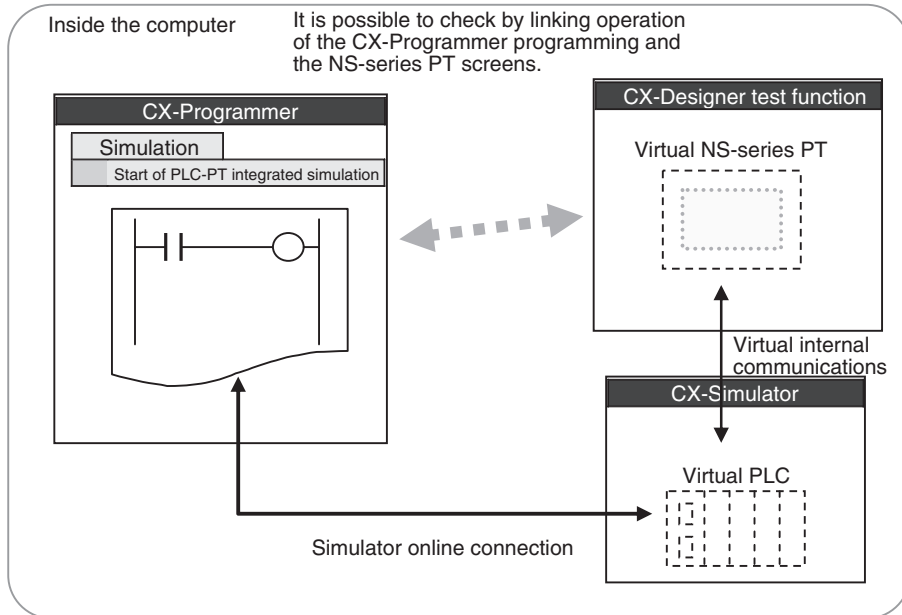 Inside the computer
It is possible to check by linking operation
of the CX-Programmer programming and
the NS-series PT screens.
CX-Programmer
Simulation
Start of PLC-PT integrated simulation
CX-Designer test function
Virtual NS-series PT
Virtual internal
communications
CX-Simulator
Virtual PLC
Simulator online connection